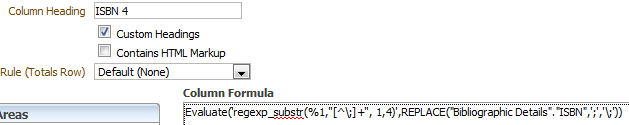 Column Heading ISBN 4
Custom Headings
Contains HTML Markup
Rule (Totals Row) Default (None)
Column Formula
Areas
Evaluate('regexp_substr(%1,"[^\;]+", 1,4)',REPLACE("Bibliographic Details"."ISBN",';','\;'))